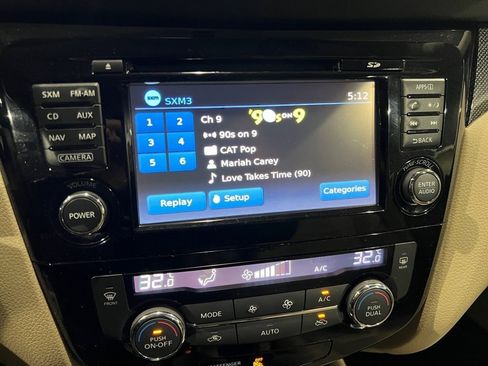 SD
SXM FM·AM
CD AUX
NAV MAP
CAMERA
VOLUME
POWER
SXM SXM3
5:12
1 2
3 4
5 6
Ch 9
'90s ON 9
90s on 9
CAT Pop
Mariah Carey
Love Takes Time (90)
Replay
Setup
Categories
APPS
BACK
TUNE·SCROLL
ENTER
AUDIO
32.0 °C
A/C
32.0 °C
FRONT
REAR
MODE
A/C
AUTO
PUSH
ON·OFF
PUSH
DUAL
PASSENGER
OFF